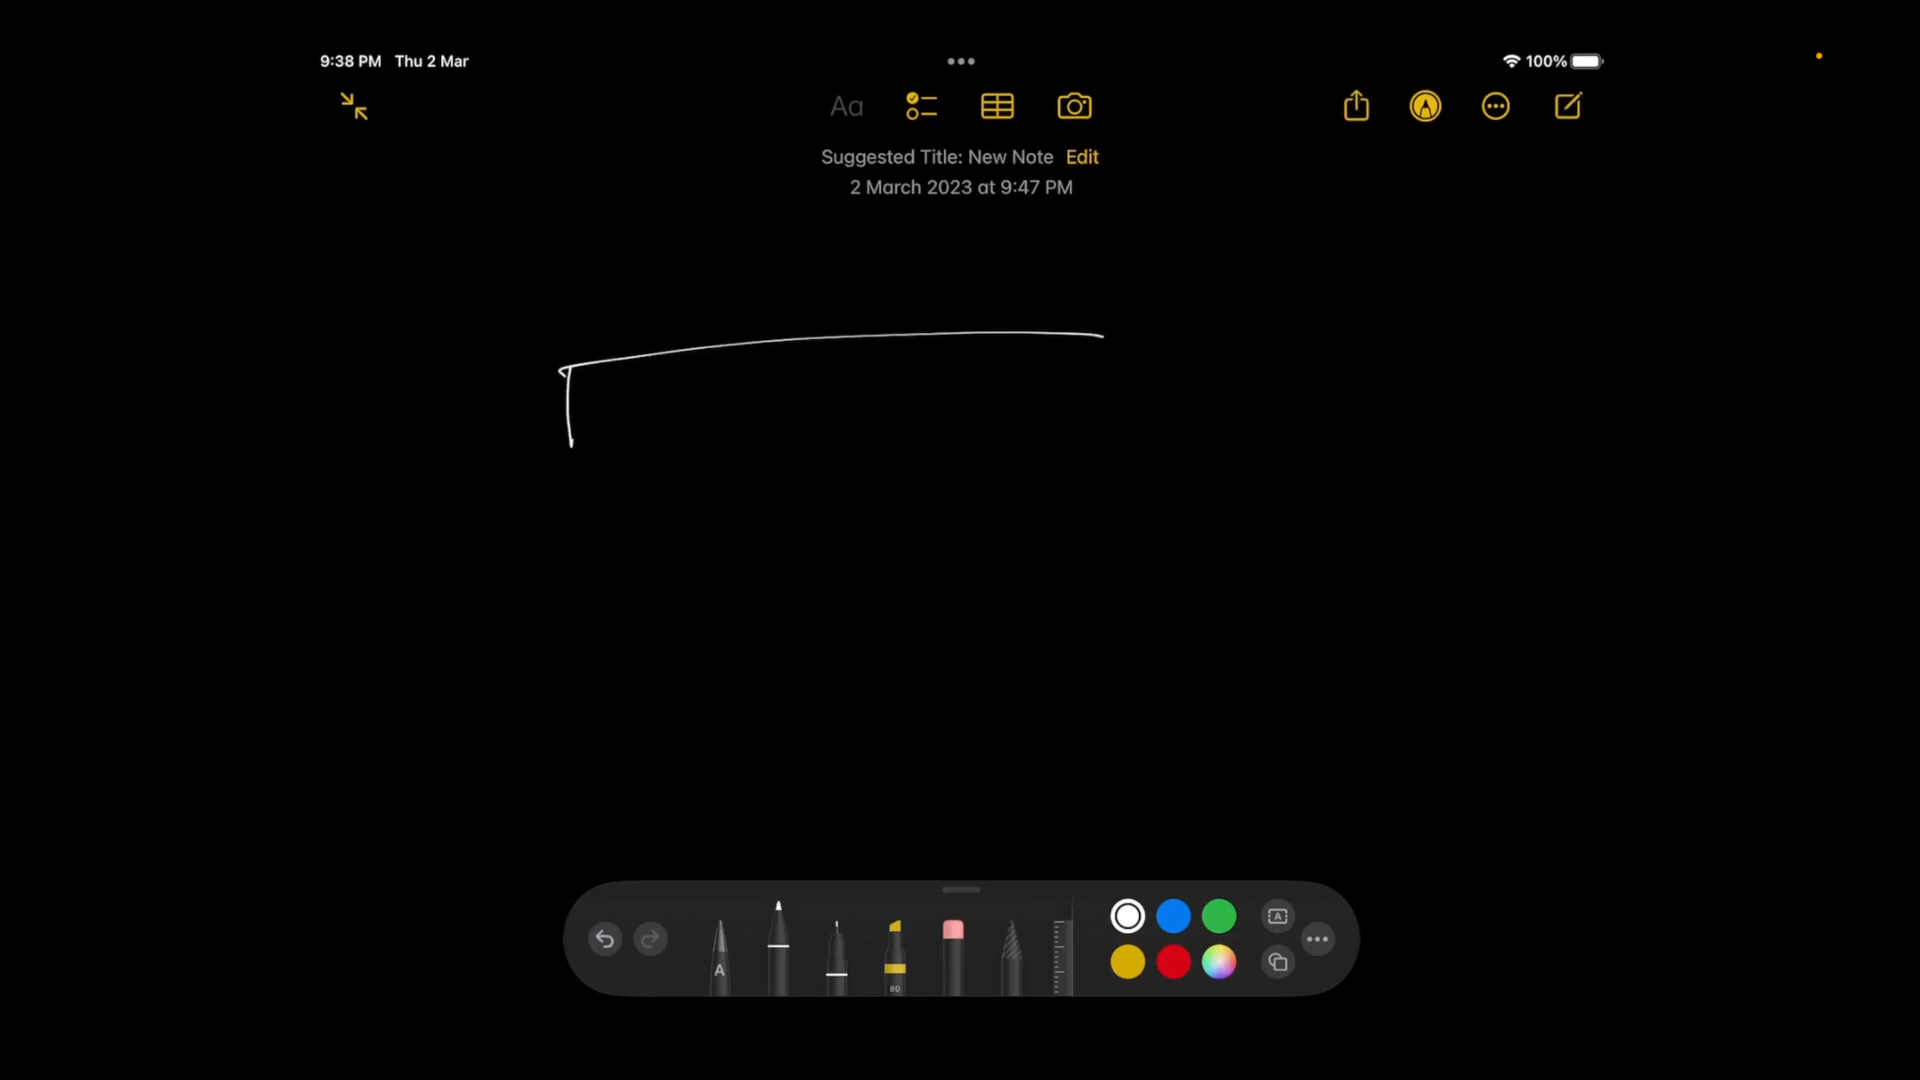 9:38 PM Thu 2 Mar
100%
Aa
Suggested Title: New Note Edit
2 March 2023 at 9:47 PM
A
80
A